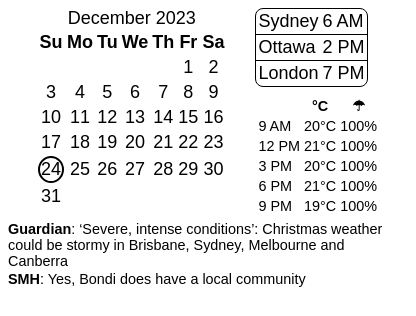 December 2023
Su Mo Tu We Th Fr Sa
1 2
3 4 5 6 7 8 9
10 11 12 13 14 15 16
17 18 19 20 21 22 23
24 25 26 27 28 29 30
31
Sydney 6 AM
Ottawa 2 PM
London 7 PM
°C ☂
9 AM 20°C 100%
12 PM 21°C 100%
3 PM 20°C 100%
6 PM 21°C 100%
9 PM 19°C 100%
Guardian: ‘Severe, intense conditions’: Christmas weather
could be stormy in Brisbane, Sydney, Melbourne and
Canberra
SMH: Yes, Bondi does have a local community